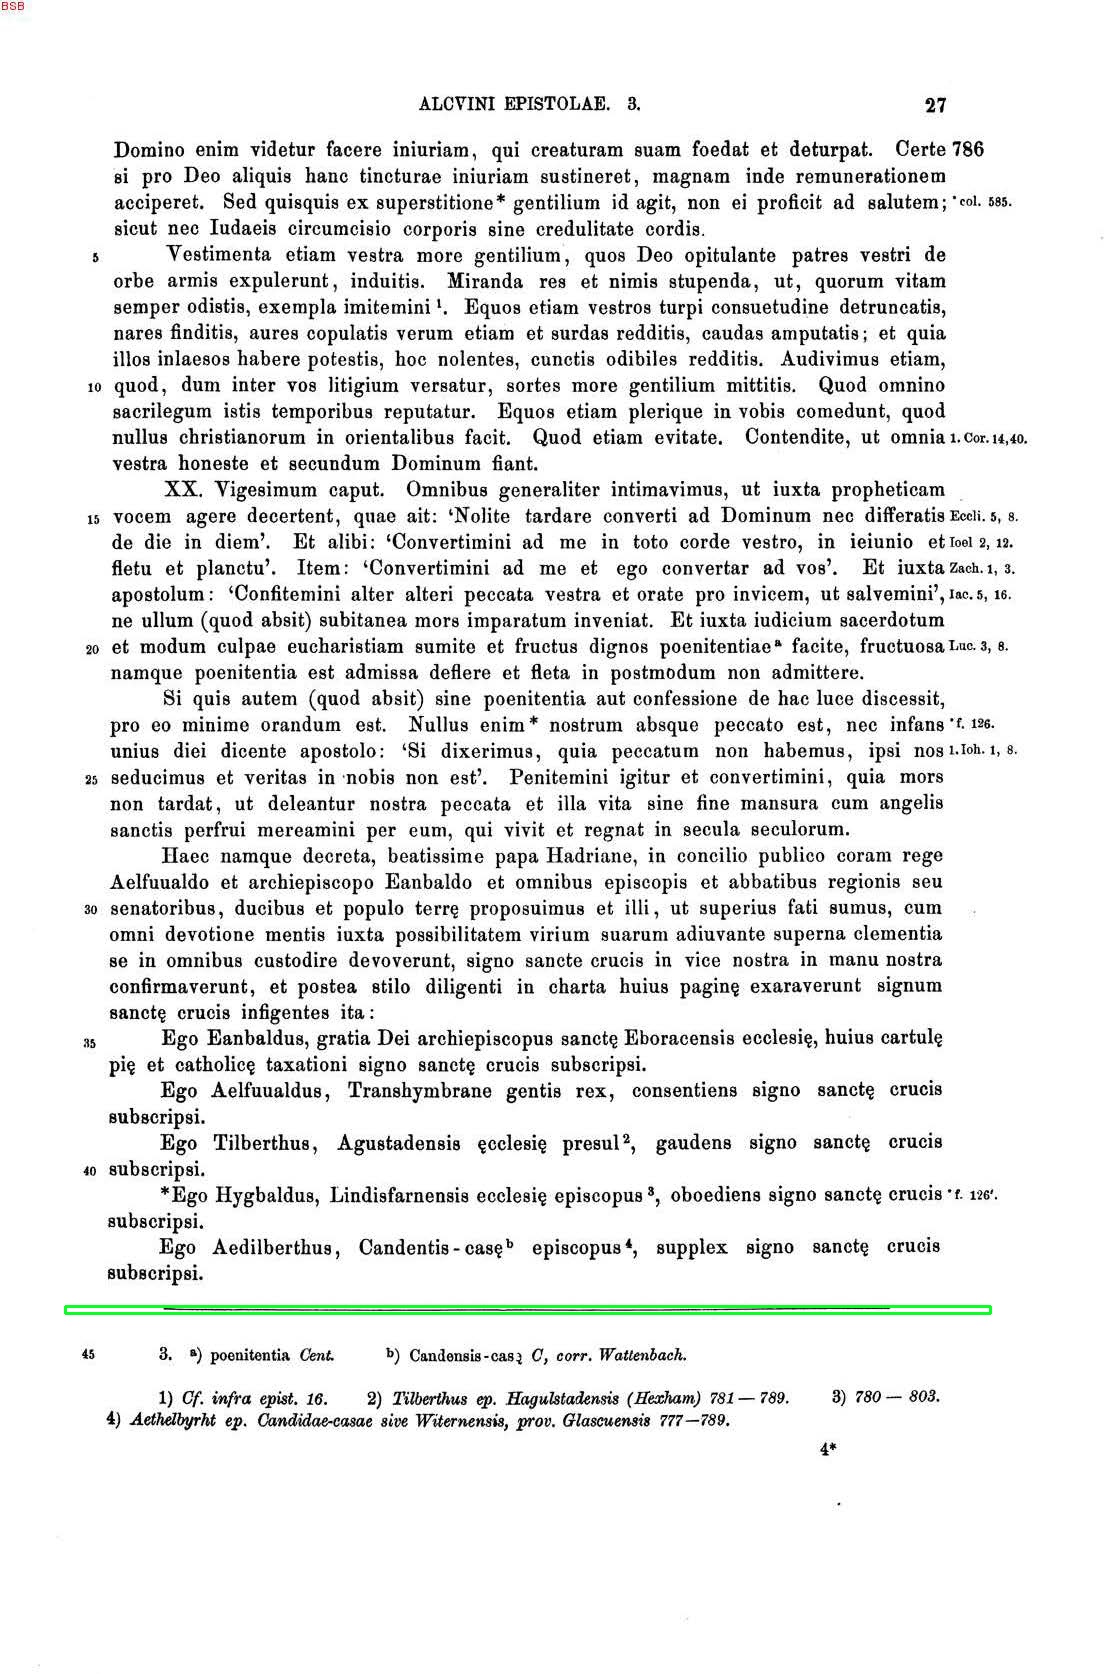 BSB
ALCVINI EPISTOLAE. 3. 27
Domino enim videtur facere iniuriam, qui creaturam suam foedat et deturpat. Certe 786
si pro Deo aliquis hanc tincturae iniuriam sustineret, magnam inde remunerationem
acciperet. Sed quisquis ex superstitione* gentilium id agit, non ei proficit ad salutem; *col. 585.
sicut nec Iudaeis circumcisio corporis sine credulitate cordis.
5 Vestimenta etiam vestra more gentilium, quos Deo opitulante patres vestri de
orbe armis expulerunt, induitis. Miranda res et nimis stupenda, ut, quorum vitam
semper odistis, exempla imitemini ¹. Equos etiam vestros turpi consuetudine detruncatis,
nares finditis, aures copulatis verum etiam et surdas redditis, caudas amputatis; et quia
illos inlaesos habere potestis, hoc nolentes, cunctis odibiles redditis. Audivimus etiam,
10 quod, dum inter vos litigium versatur, sortes more gentilium mittitis. Quod omnino
sacrilegum istis temporibus reputatur. Equos etiam plerique in vobis comedunt, quod
nullus christianorum in orientalibus facit. Quod etiam evitate. Contendite, ut omnia 1. Cor. 14,40.
vestra honeste et secundum Dominum fiant.
XX. Vigesimum caput. Omnibus generaliter intimavimus, ut iuxta propheticam
15 vocem agere decertent, quae ait: ‘Nolite tardare converti ad Dominum nec differatis Eccli. 5, 8.
de die in diem’. Et alibi: ‘Convertimini ad me in toto corde vestro, in ieiunio et Ioel 2, 12.
fletu et planctu’. Item: ‘Convertimini ad me et ego convertar ad vos’. Et iuxta Zach. 1, 3.
apostolum: ‘Confitemini alter alteri peccata vestra et orate pro invicem, ut salvemini’, Iac. 5, 16.
ne ullum (quod absit) subitanea mors imparatum inveniat. Et iuxta iudicium sacerdotum
20 et modum culpae eucharistiam sumite et fructus dignos poenitentiaeᵃ facite, fructuosa Luc. 3, 8.
namque poenitentia est admissa deflere et fleta in postmodum non admittere.
Si quis autem (quod absit) sine poenitentia aut confessione de hac luce discessit,
pro eo minime orandum est. Nullus enim* nostrum absque peccato est, nec infans *f. 126.
unius diei dicente apostolo: ‘Si dixerimus, quia peccatum non habemus, ipsi nos 1. Ioh. 1, 8.
25 seducimus et veritas in nobis non est’. Penitemini igitur et convertimini, quia mors
non tardat, ut deleantur nostra peccata et illa vita sine fine mansura cum angelis
sanctis perfrui mereamini per eum, qui vivit et regnat in secula seculorum.
Haec namque decreta, beatissime papa Hadriane, in concilio publico coram rege
Aelfuualdo et archiepiscopo Eanbaldo et omnibus episcopis et abbatibus regionis seu
30 senatoribus, ducibus et populo terrę proposuimus et illi, ut superius fati sumus, cum
omni devotione mentis iuxta possibilitatem virium suarum adiuvante superna clementia
se in omnibus custodire devoverunt, signo sancte crucis in vice nostra in manu nostra
confirmaverunt, et postea stilo diligenti in charta huius paginę exaraverunt signum
sanctę crucis infigentes ita:
35 Ego Eanbaldus, gratia Dei archiepiscopus sanctę Eboracensis ecclesię, huius cartulę
pię et catholicę taxationi signo sanctę crucis subscripsi.
Ego Aelfuualdus, Transhymbrane gentis rex, consentiens signo sanctę crucis
subscripsi.
Ego Tilberthus, Agustadensis ęcclesię presul², gaudens signo sanctę crucis
40 subscripsi.
*Ego Hygbaldus, Lindisfarnensis ecclesię episcopus³, oboediens signo sanctę crucis *f. 126'.
subscripsi.
Ego Aedilberthus, Candentis-casęᵇ episcopus⁴, supplex signo sanctę crucis
subscripsi.
45 3. ᵃ) poenitentia Cent. ᵇ) Candensis-casę C, corr. Wattenbach.
1) Cf. infra epist. 16. 2) Tilberthus ep. Hagulstadensis (Hexham) 781—789. 3) 780—803.
4) Aethelbyrht ep. Candidae-casae sive Witernensis, prov. Glascuensis 777—789.
4*